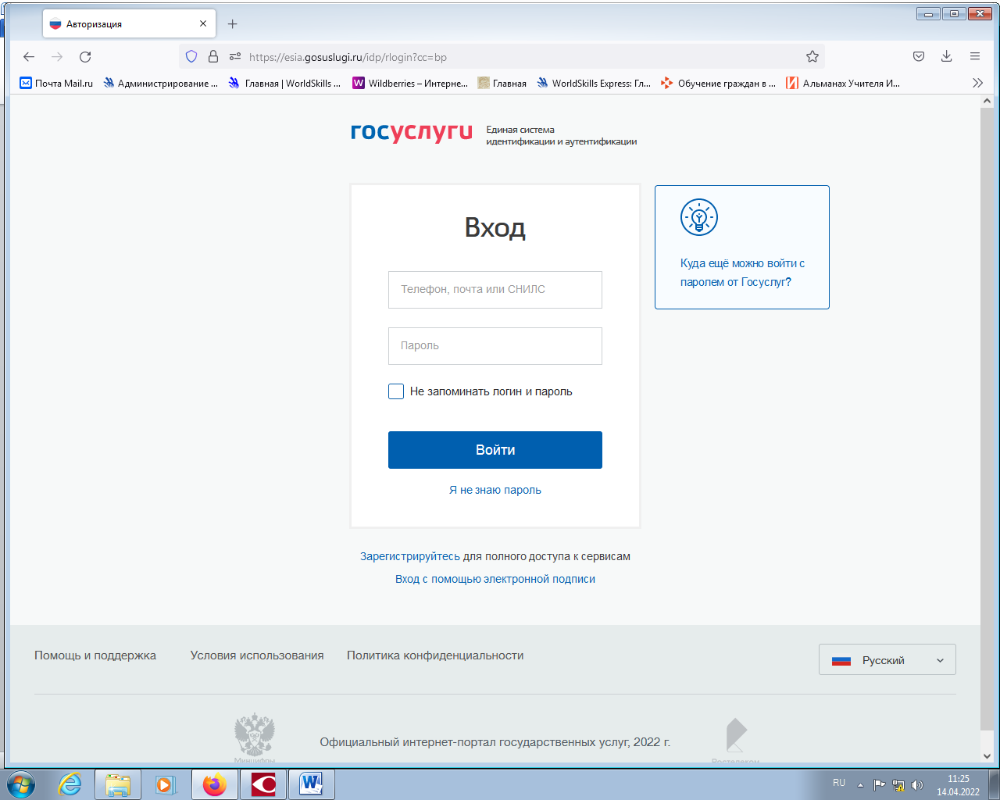 Авторизация
https://esia.gosuslugi.ru/idp/rlogin?cc=bp
Почта Mail.ru
Администрирование ...
Главная | WorldSkills ...
Wildberries – Интерне...
Главная
WorldSkills Express: Гл...
Обучение граждан в ...
Альманах Учителя И...
госуслуги
Единая система
идентификации и аутентификации
Вход
Телефон, почта или СНИЛС
Пароль
Не запоминать логин и пароль
Войти
Я не знаю пароль
Куда ещё можно войти с
паролем от Госуслуг?
Зарегистрируйтесь для полного доступа к сервисам
Вход с помощью электронной подписи
Помощь и поддержка
Условия использования
Политика конфиденциальности
Русский
Минцифры
Официальный интернет-портал государственных услуг, 2022 г.
Ростелеком
RU
11:25
14.04.2022